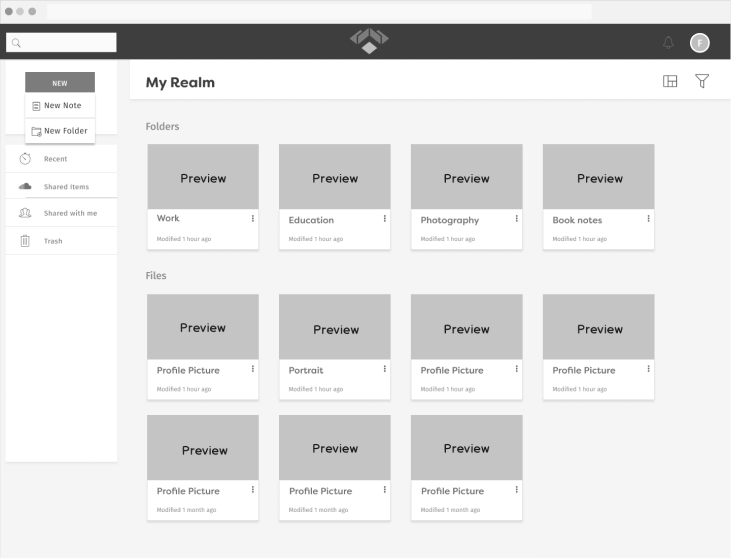 F
My Realm
NEW
New Note
New Folder
Recent
Shared Items
Shared with me
Trash
Folders
Preview Preview Preview Preview
Work Education Photography Book notes
Modified 1 hour ago Modified 1 hour ago Modified 1 hour ago Modified 1 hour ago
Files
Preview Preview Preview Preview
Profile Picture Portrait Profile Picture Profile Picture
Modified 1 hour ago Modified 1 hour ago Modified 1 hour ago Modified 1 hour ago
Preview Preview Preview
Profile Picture Profile Picture Profile Picture
Modified 1 month ago Modified 1 month ago Modified 1 month ago